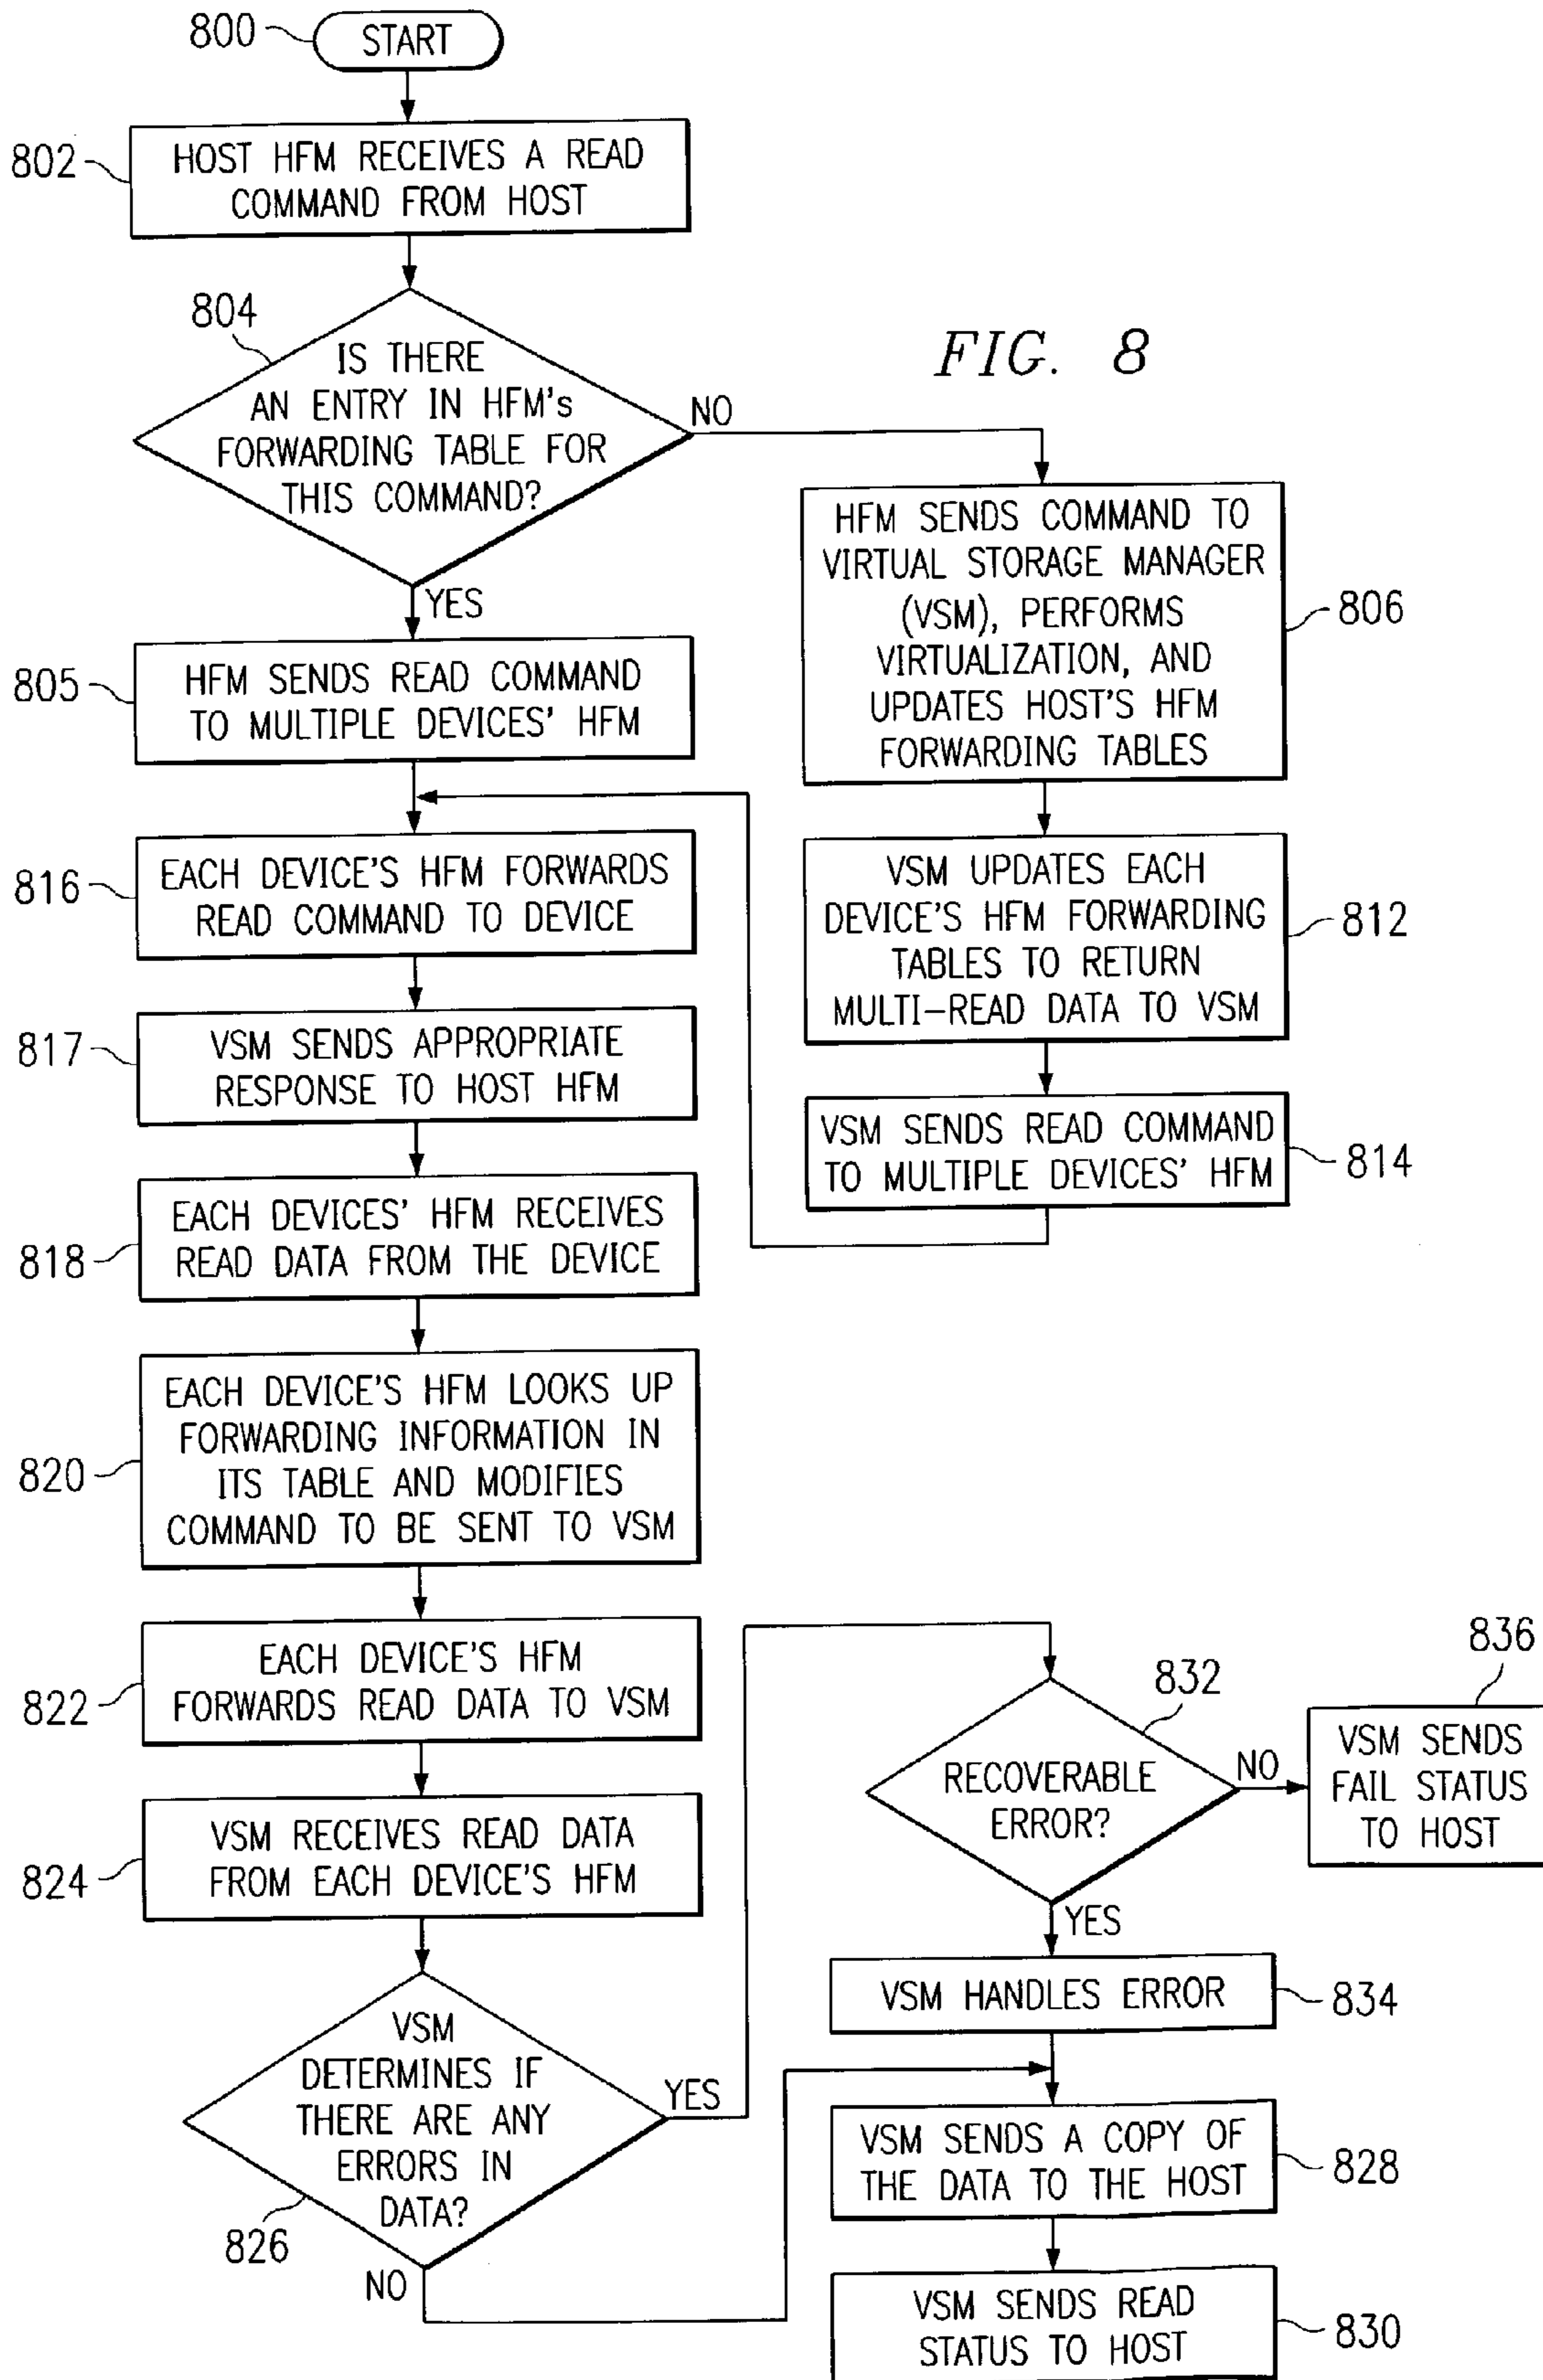 800
START
802
HOST HFM RECEIVES A READ
COMMAND FROM HOST
804
IS THERE
AN ENTRY IN HFM's
FORWARDING TABLE FOR
THIS COMMAND?
NO
YES
FIG. 8
805
HFM SENDS READ COMMAND
TO MULTIPLE DEVICES' HFM
HFM SENDS COMMAND TO
VIRTUAL STORAGE MANAGER
(VSM), PERFORMS
VIRTUALIZATION, AND
UPDATES HOST'S HFM
FORWARDING TABLES
806
VSM UPDATES EACH
DEVICE'S HFM FORWARDING
TABLES TO RETURN
MULTI-READ DATA TO VSM
812
VSM SENDS READ COMMAND
TO MULTIPLE DEVICES' HFM
814
816
EACH DEVICE'S HFM FORWARDS
READ COMMAND TO DEVICE
817
VSM SENDS APPROPRIATE
RESPONSE TO HOST HFM
818
EACH DEVICES' HFM RECEIVES
READ DATA FROM THE DEVICE
820
EACH DEVICE'S HFM LOOKS UP
FORWARDING INFORMATION IN
ITS TABLE AND MODIFIES
COMMAND TO BE SENT TO VSM
822
EACH DEVICE'S HFM
FORWARDS READ DATA TO VSM
824
VSM RECEIVES READ DATA
FROM EACH DEVICE'S HFM
VSM
DETERMINES IF
THERE ARE ANY
ERRORS IN
DATA?
826
YES
NO
832
RECOVERABLE
ERROR?
NO
YES
836
VSM SENDS
FAIL STATUS
TO HOST
VSM HANDLES ERROR
834
VSM SENDS A COPY OF
THE DATA TO THE HOST
828
VSM SENDS READ
STATUS TO HOST
830